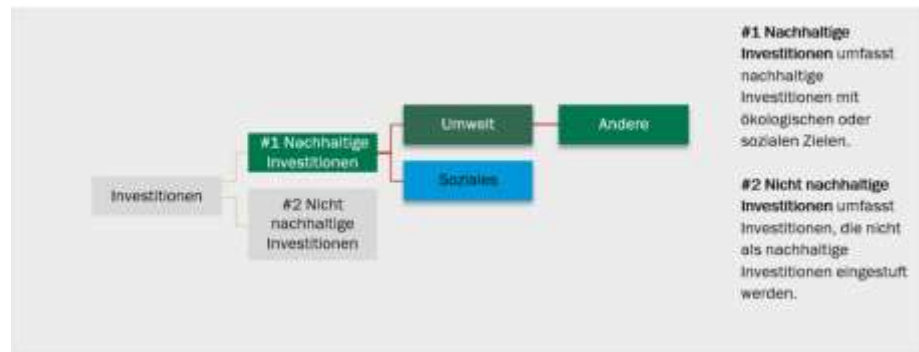 Investitionen
#1 Nachhaltige
Investitionen
#2 Nicht
nachhaltige
Investitionen
Umwelt
Soziales
Andere
#1 Nachhaltige
Investitionen umfasst
nachhaltige
Investitionen mit
ökologischen oder
sozialen Zielen.
#2 Nicht nachhaltige
Investitionen umfasst
Investitionen, die nicht
als nachhaltige
Investitionen eingestuft
werden.